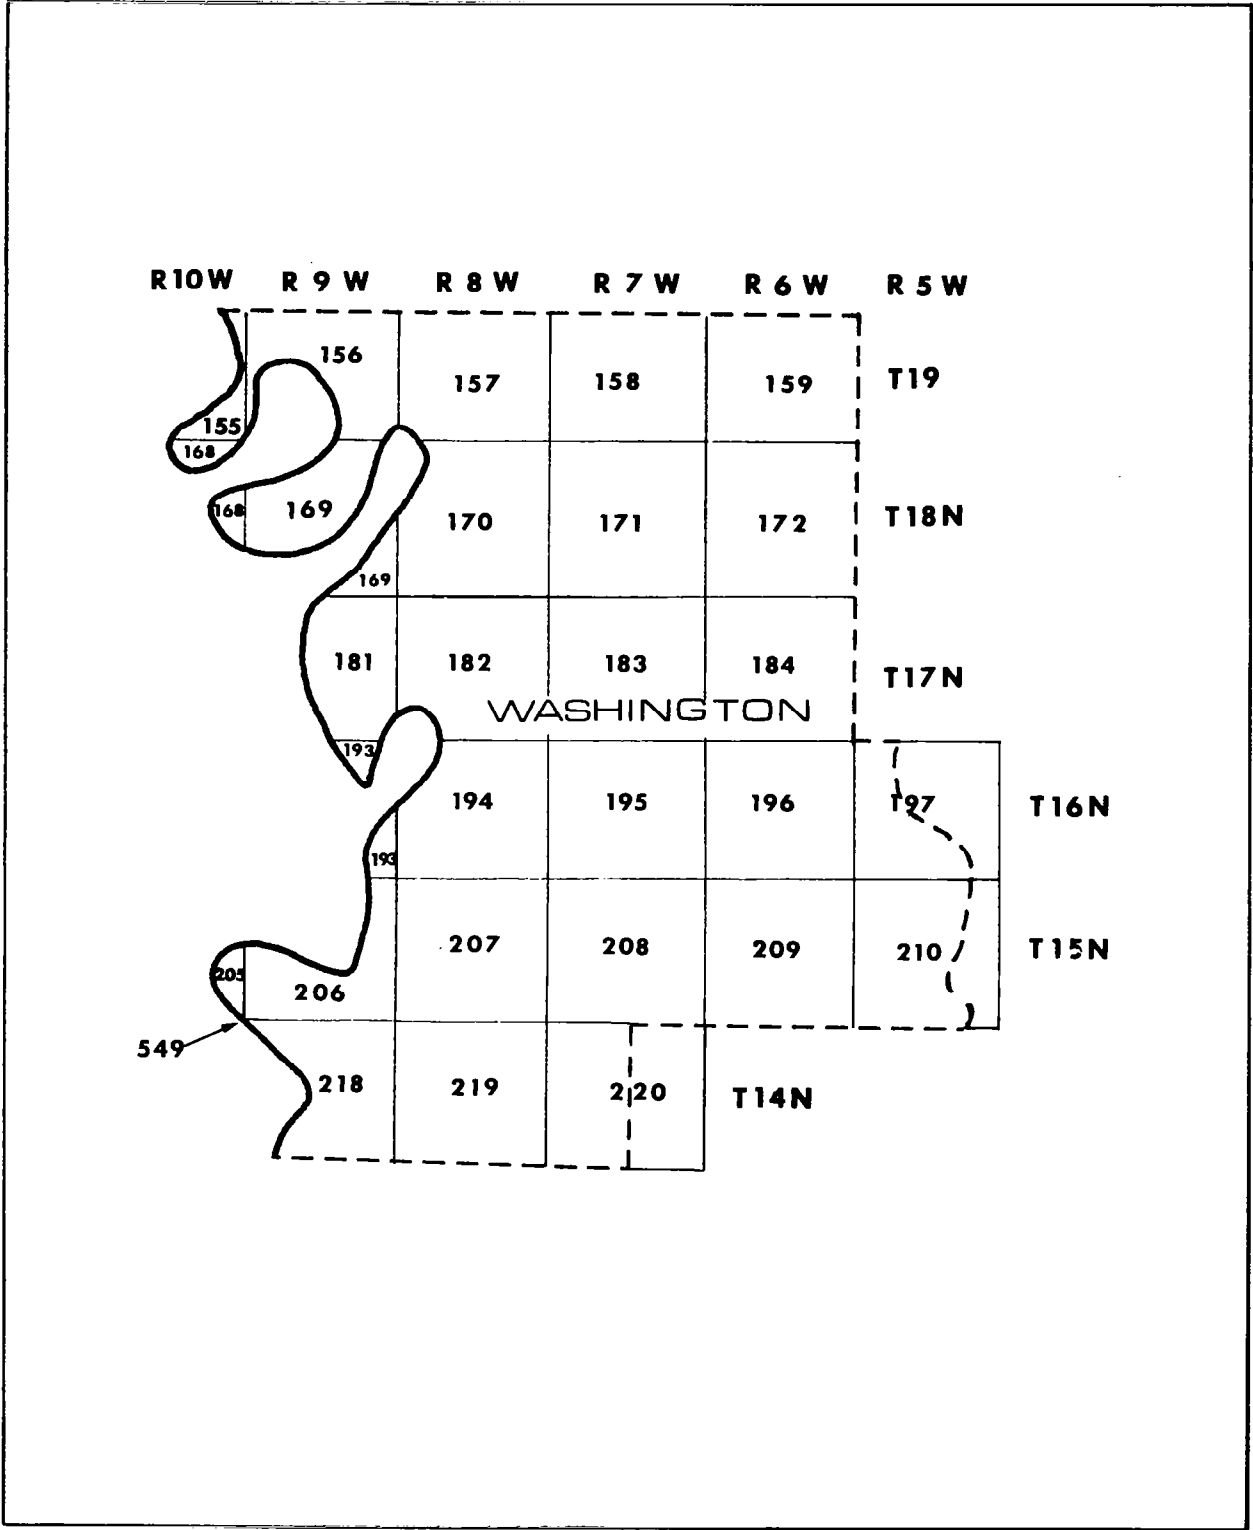 R10W R 9 W R 8 W R 7 W R 6 W R 5 W
156
157 158 159 T19
155
168
168 169 170 171 172 T18N
169
181 182 183 184 T17N
WASHINGTON
193
194 195 196 197 T16N
193
207 208 209 210 T15N
205
206
549
218 219 220 T14N